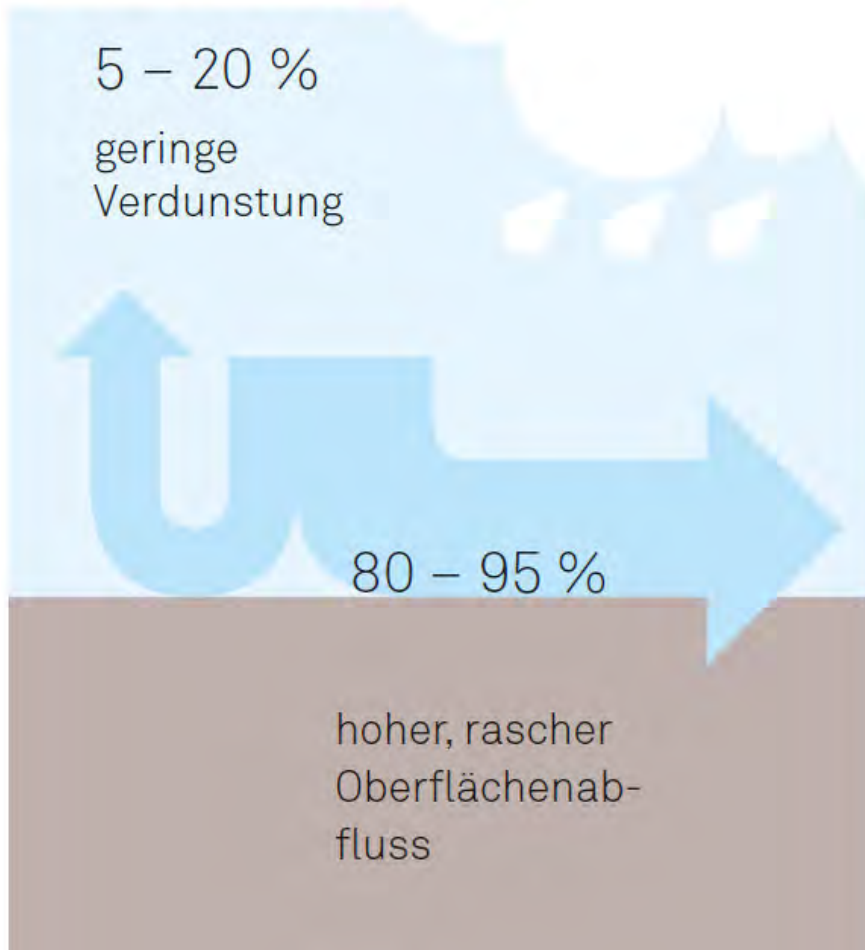 5 – 20 %
geringe
Verdunstung
80 – 95 %
hoher, rascher
Oberflächenab-
fluss